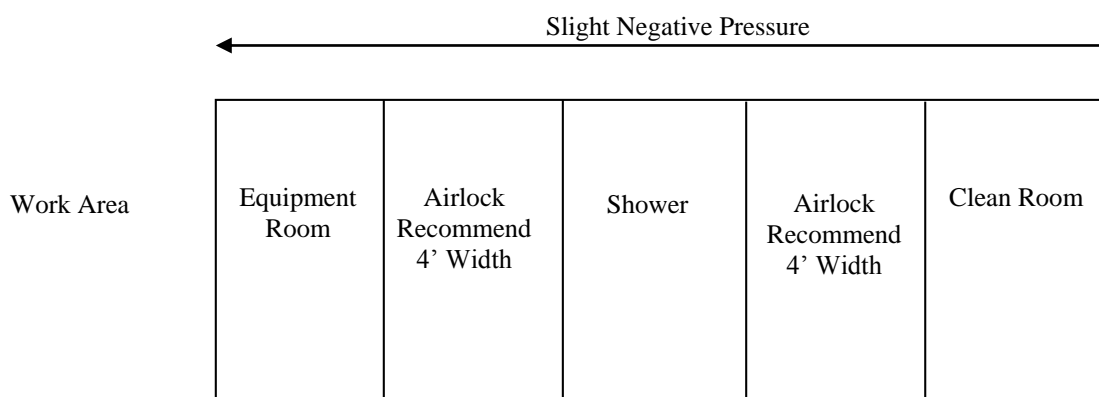 Slight Negative Pressure
Work Area
Equipment
Room
Airlock
Recommend
4’ Width
Shower
Airlock
Recommend
4’ Width
Clean Room